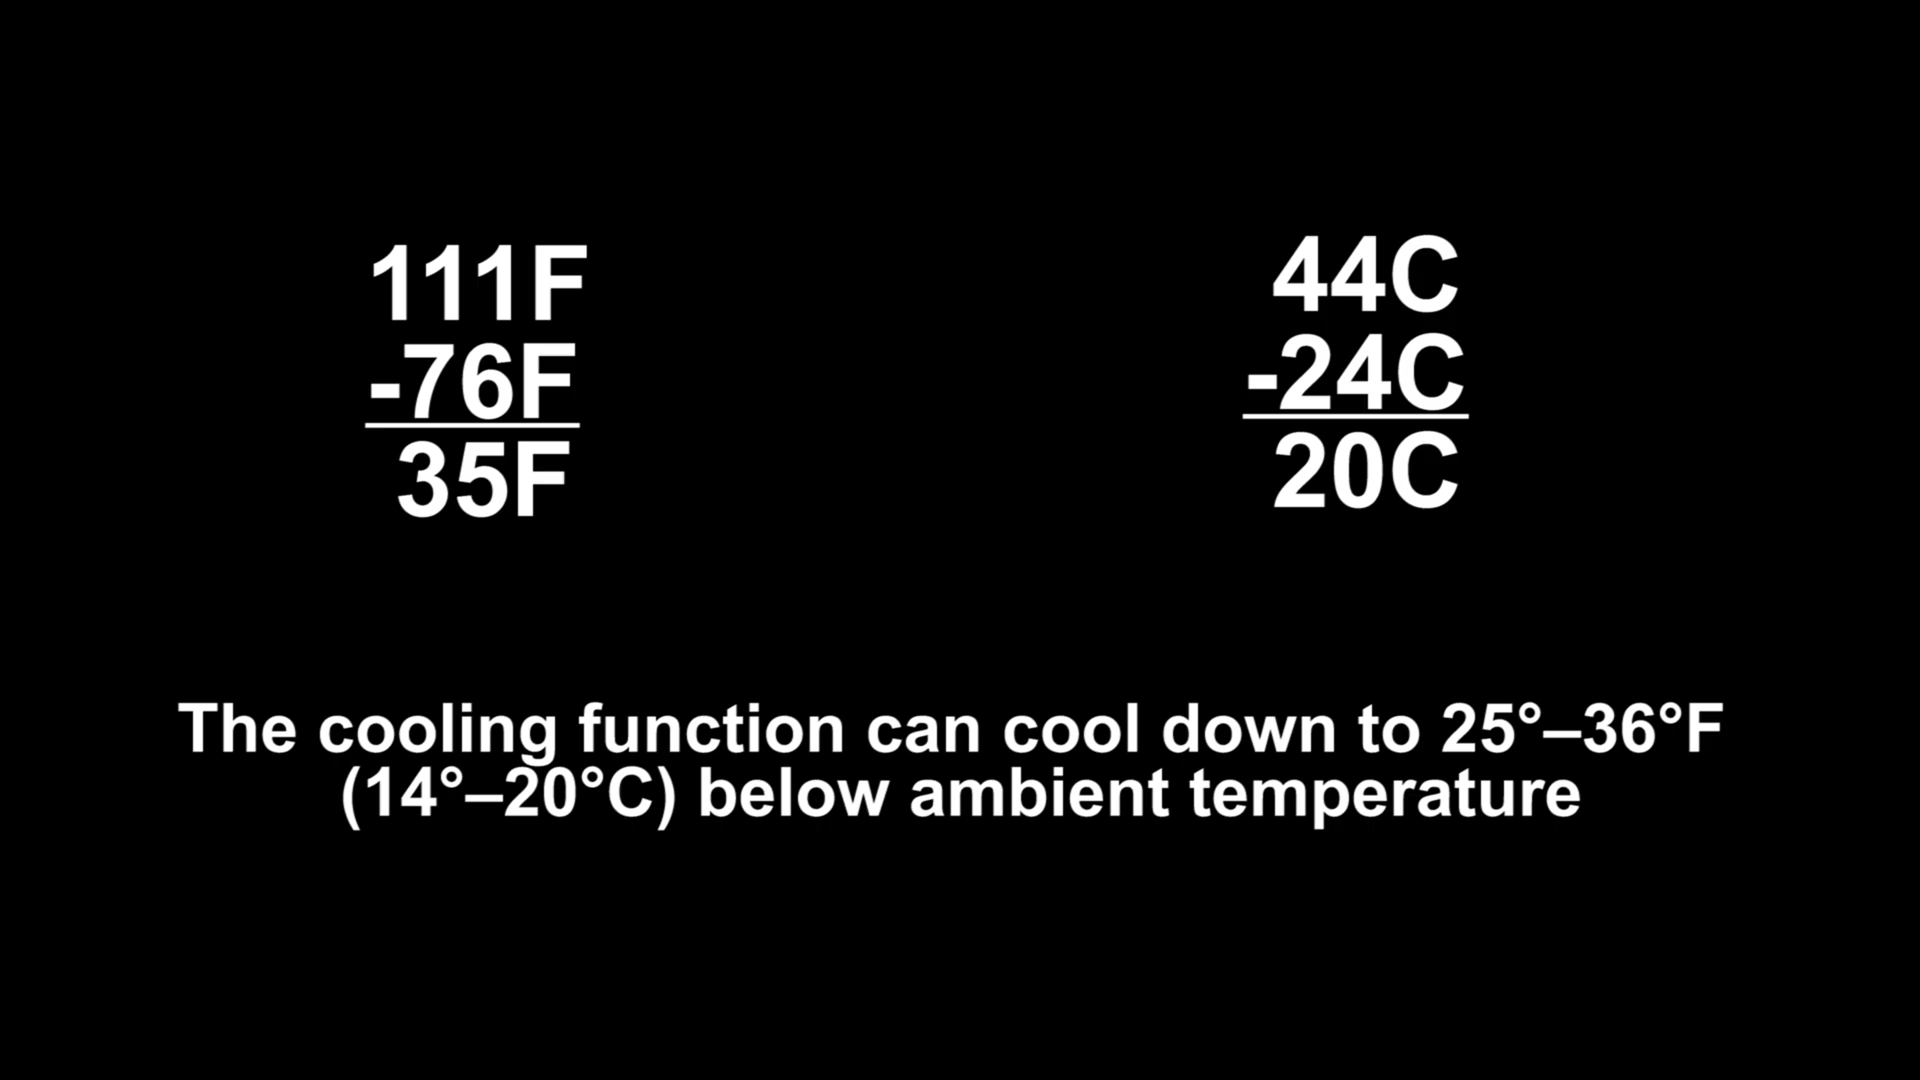 111F
-76F
35F
44C
-24C
20C
The cooling function can cool down to 25°–36°F
(14°–20°C) below ambient temperature